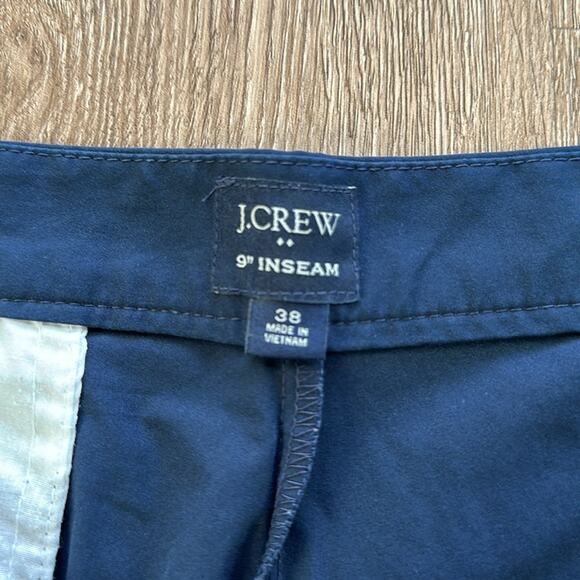 J.CREW
9" INSEAM
38
MADE IN
VIETNAM